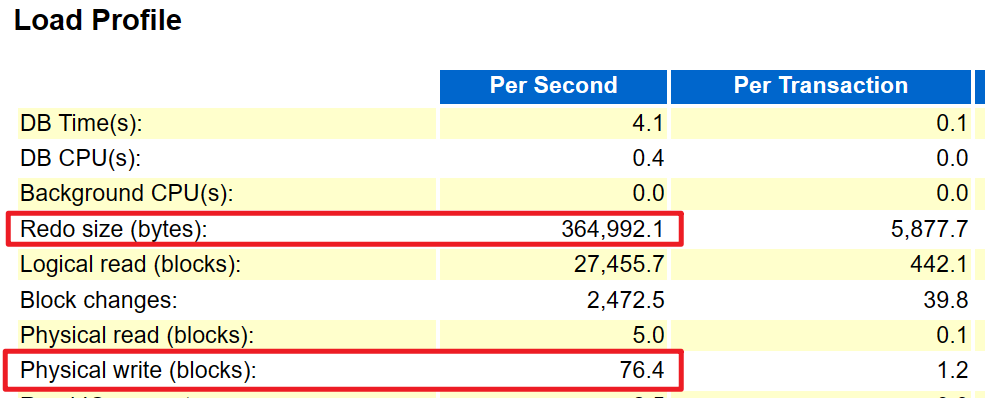 Load Profile
Per Second Per Transaction
DB Time(s): 4.1 0.1
DB CPU(s): 0.4 0.0
Background CPU(s): 0.0 0.0
Redo size (bytes): 364,992.1 5,877.7
Logical read (blocks): 27,455.7 442.1
Block changes: 2,472.5 39.8
Physical read (blocks): 5.0 0.1
Physical write (blocks): 76.4 1.2